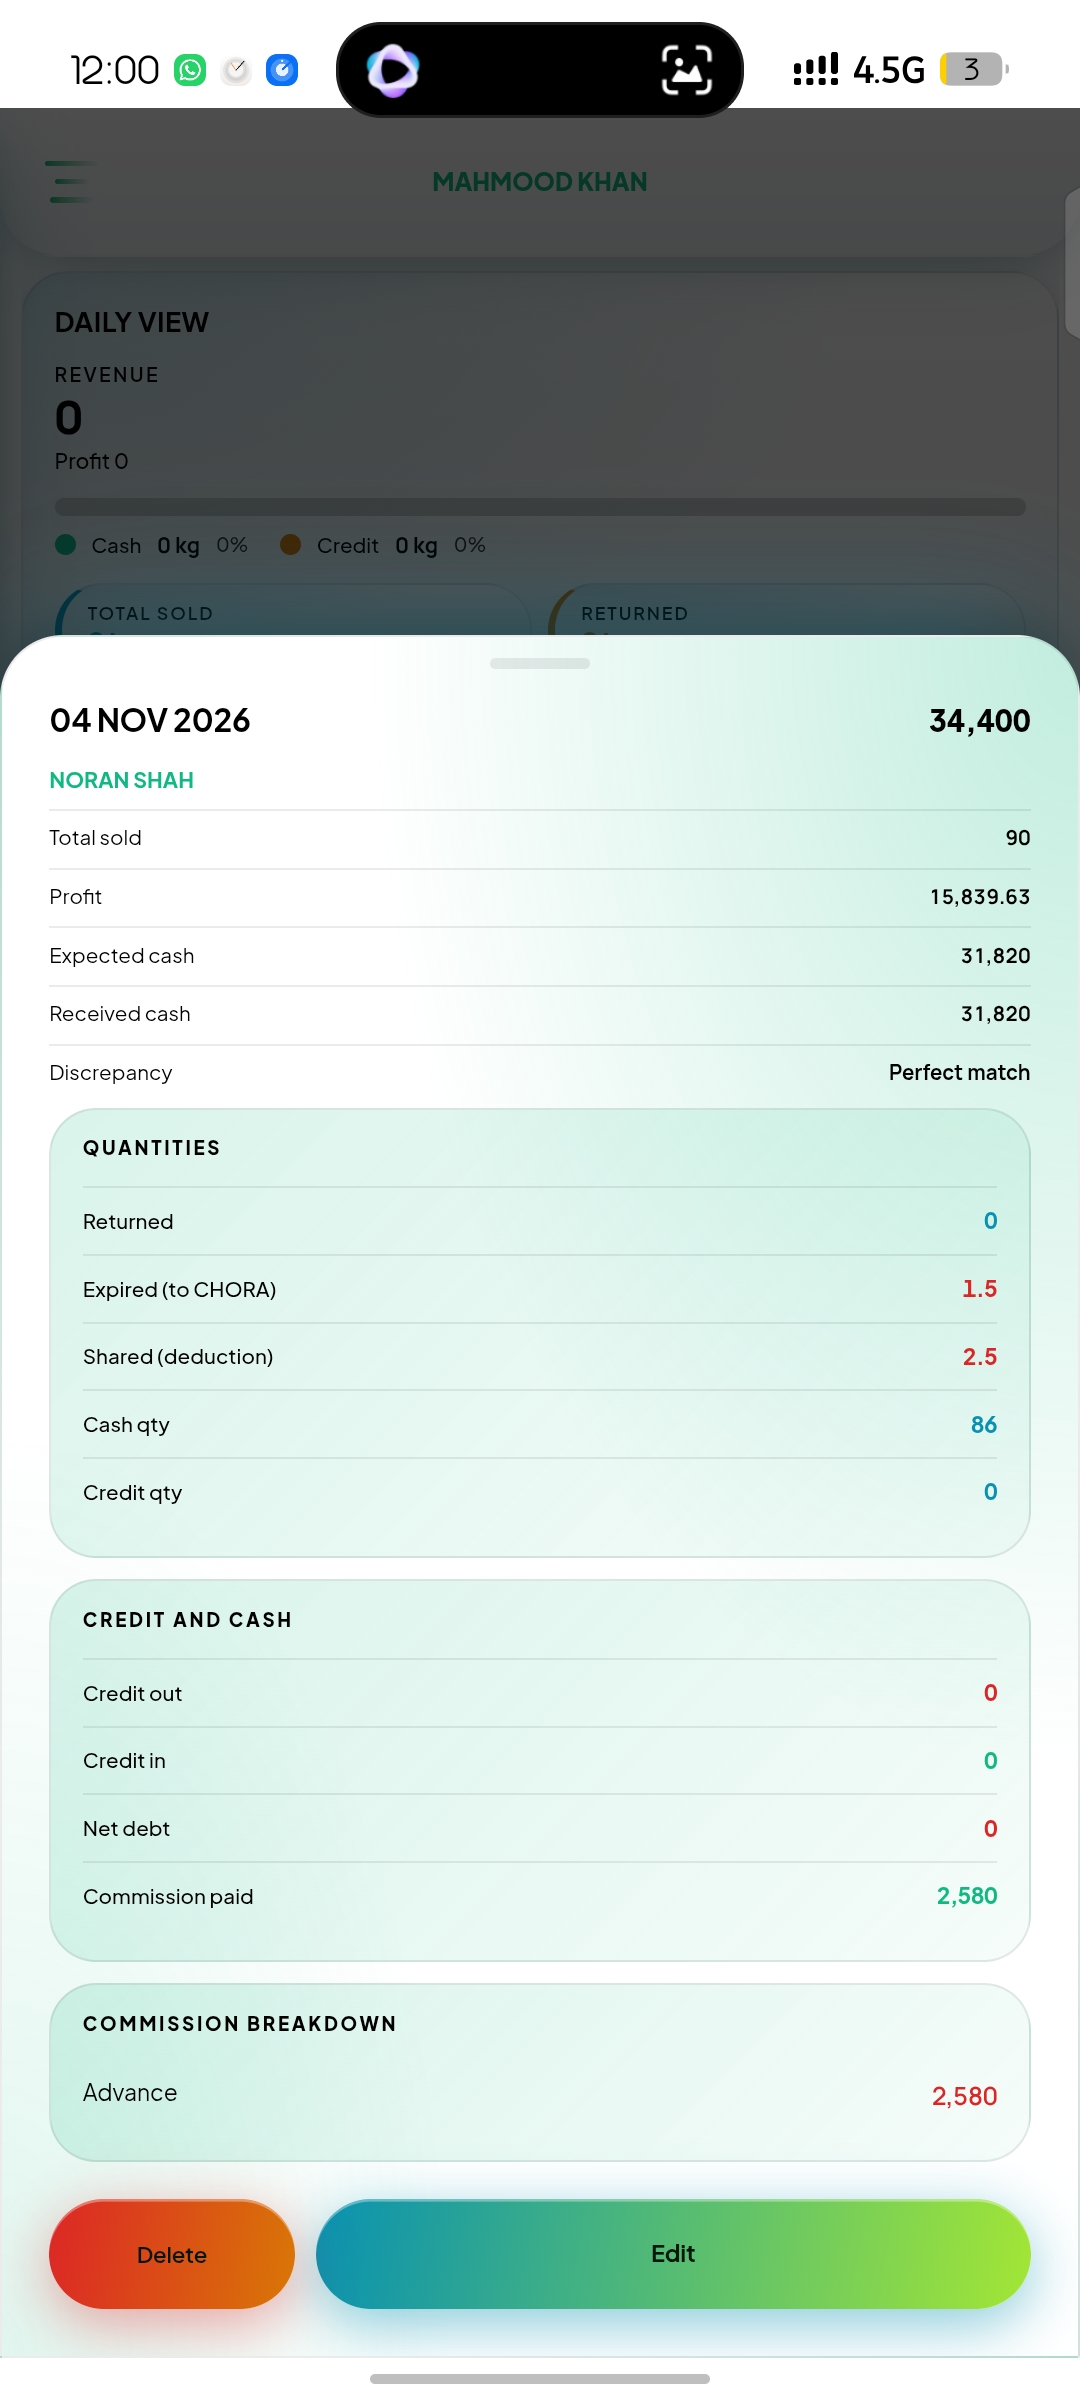 12:00
4.5G 3
MAHMOOD KHAN
DAILY VIEW
REVENUE
0
Profit 0
Cash 0 kg 0% Credit 0 kg 0%
TOTAL SOLD RETURNED
04 NOV 2026 34,400
NORAN SHAH
Total sold 90
Profit 15,839.63
Expected cash 31,820
Received cash 31,820
Discrepancy Perfect match
QUANTITIES
Returned 0
Expired (to CHORA) 1.5
Shared (deduction) 2.5
Cash qty 86
Credit qty 0
CREDIT AND CASH
Credit out 0
Credit in 0
Net debt 0
Commission paid 2,580
COMMISSION BREAKDOWN
Advance 2,580
Delete Edit